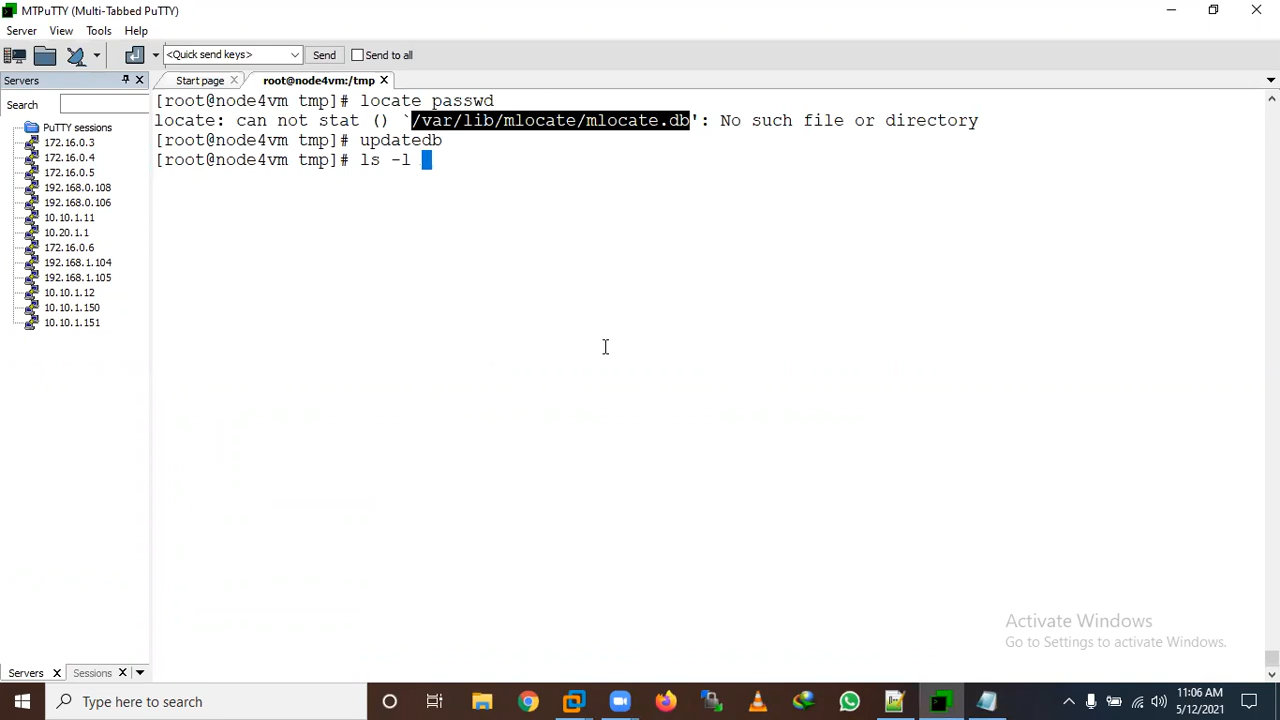 MTPuTTY (Multi-Tabbed PuTTY)
Server View Tools Help
<Quick send keys> Send Send to all
Servers
Start page root@node4vm:/tmp
Search
PuTTY sessions
172.16.0.3
172.16.0.4
172.16.0.5
192.168.0.108
192.168.0.106
10.10.1.11
10.20.1.1
172.16.0.6
192.168.1.104
192.168.1.105
10.10.1.12
10.10.1.150
10.10.1.151
[root@node4vm tmp]# locate passwd
locate: can not stat () `/var/lib/mlocate/mlocate.db': No such file or directory
[root@node4vm tmp]# updatedb
[root@node4vm tmp]# ls -l
Activate Windows
Go to Settings to activate Windows.
Servers Sessions
Type here to search
11:06 AM
5/12/2021